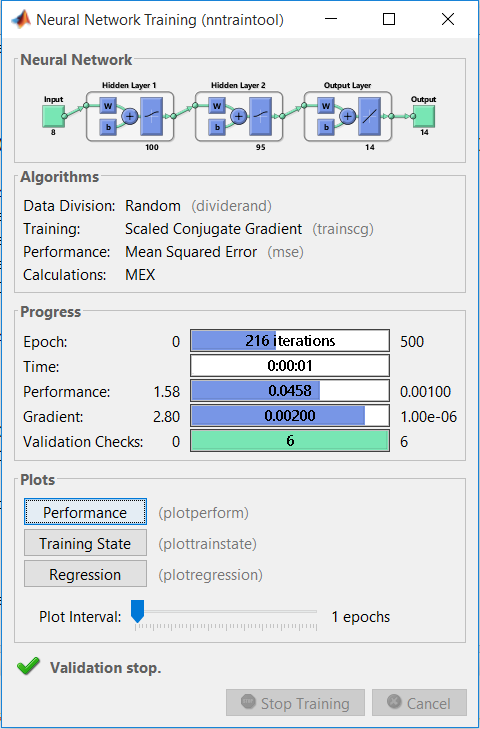 Neural Network Training (nntraintool)
Neural Network
Hidden Layer 1 Hidden Layer 2 Output Layer
Input W b + W b + W b + Output
8 100 95 14 14
Algorithms
Data Division: Random (dividerand)
Training: Scaled Conjugate Gradient (trainscg)
Performance: Mean Squared Error (mse)
Calculations: MEX
Progress
Epoch: 0 216 iterations 500
Time: 0:00:01
Performance: 1.58 0.0458 0.00100
Gradient: 2.80 0.00200 1.00e-06
Validation Checks: 0 6 6
Plots
Performance (plotperform)
Training State (plottrainstate)
Regression (plotregression)
Plot Interval: 1 epochs
Validation stop.
Stop Training Cancel